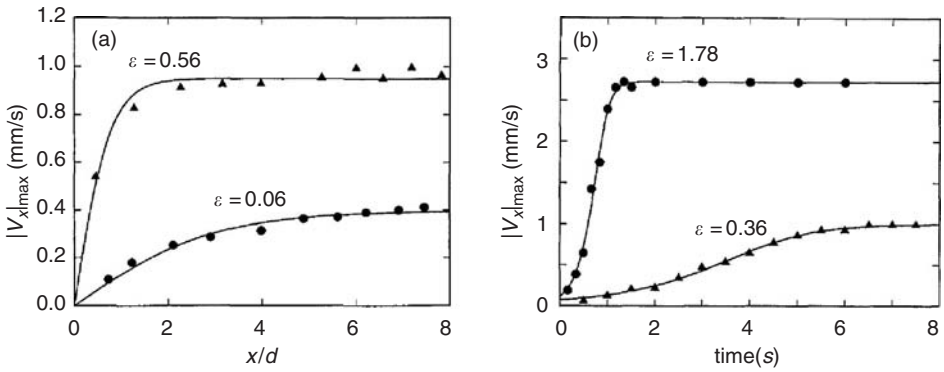 (a)
ε = 0.56
ε = 0.06
|Vx|max (mm/s)
1.2
1.0
0.8
0.6
0.4
0.2
0.0
0 2 4 6 8
x/d
(b)
ε = 1.78
ε = 0.36
|Vx|max (mm/s)
3
2
1
0
0 2 4 6 8
time(s)